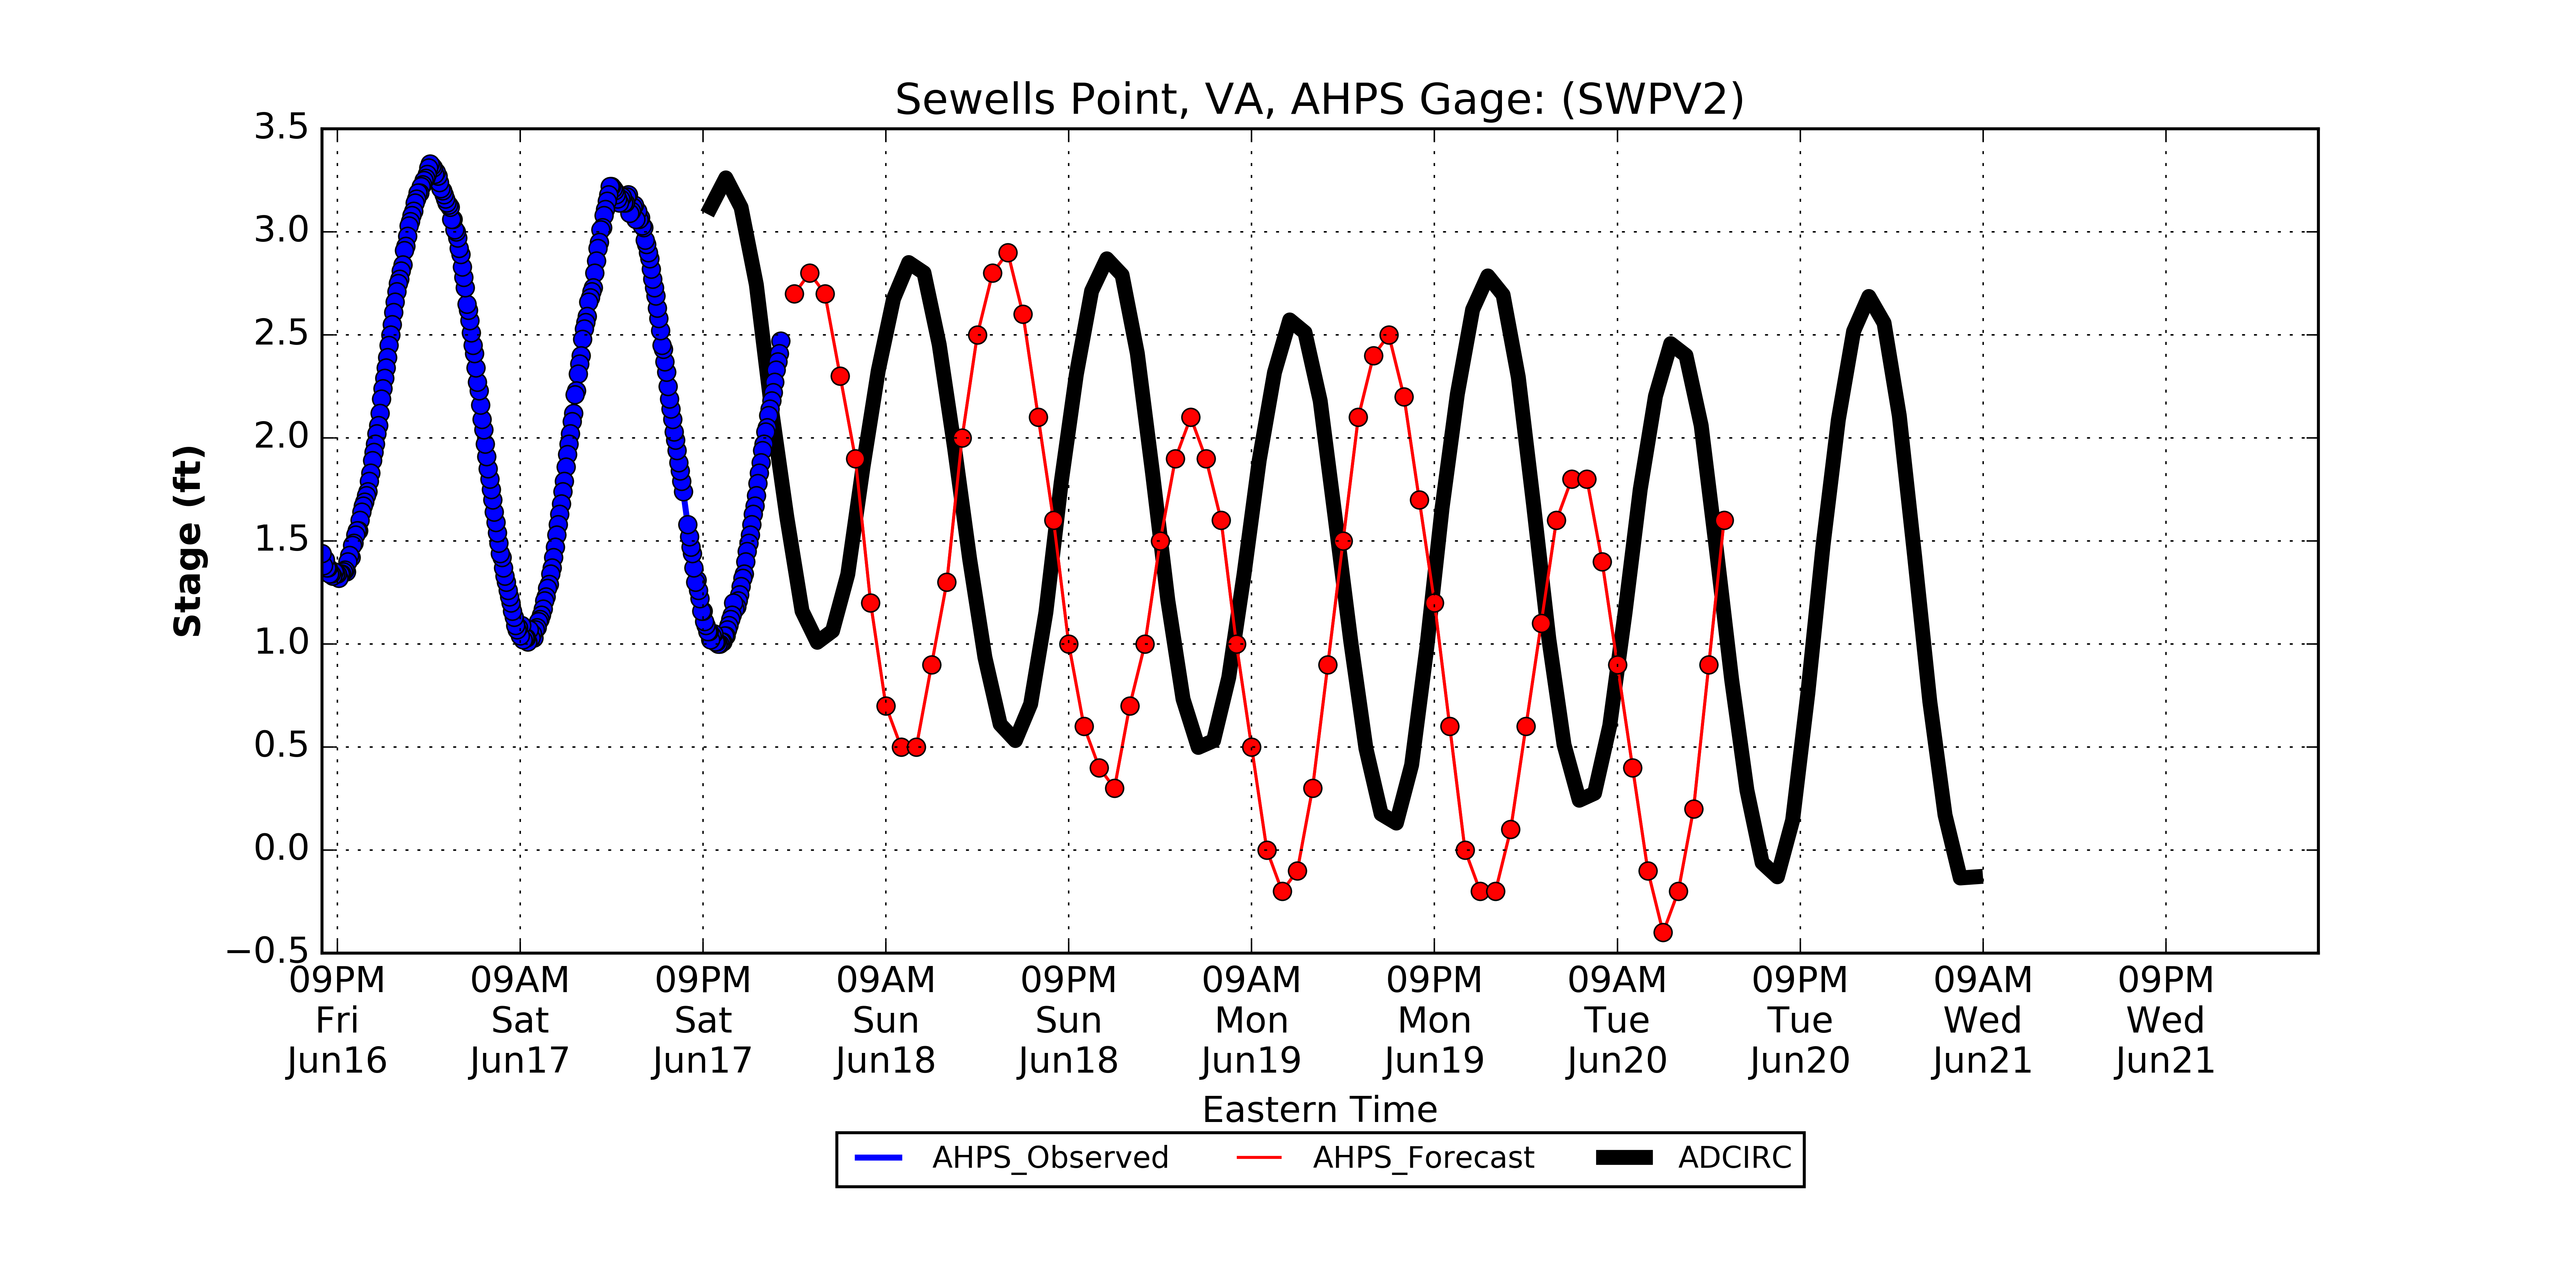 Sewells Point, VA, AHPS Gage: (SWPV2)
3.5
3.0
2.5
2.0
1.5
1.0
0.5
0.0
−0.5
Stage (ft)
09PM 09AM 09PM 09AM 09PM 09AM 09PM 09AM 09PM 09AM 09PM
Fri Sat Sat Sun Sun Mon Mon Tue Tue Wed Wed
Jun16 Jun17 Jun17 Jun18 Jun18 Jun19 Jun19 Jun20 Jun20 Jun21 Jun21
Eastern Time
AHPS_Observed AHPS_Forecast ADCIRC